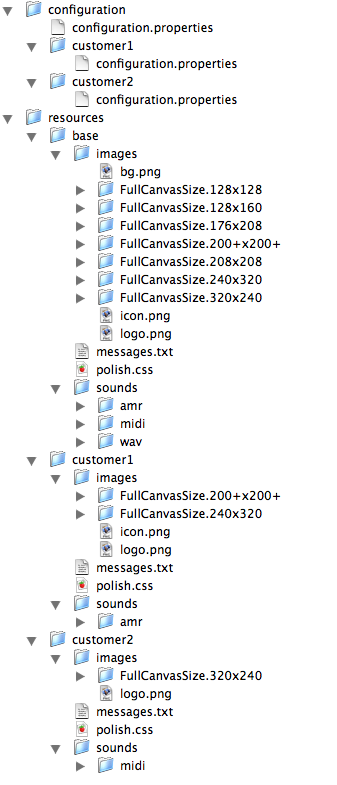 configuration
configuration.properties
customer1
configuration.properties
customer2
configuration.properties
resources
base
images
bg.png
FullCanvasSize.128x128
FullCanvasSize.128x160
FullCanvasSize.176x208
FullCanvasSize.200+x200+
FullCanvasSize.208x208
FullCanvasSize.240x320
FullCanvasSize.320x240
icon.png
logo.png
messages.txt
polish.css
sounds
amr
midi
wav
customer1
images
FullCanvasSize.200+x200+
FullCanvasSize.240x320
icon.png
logo.png
messages.txt
polish.css
sounds
amr
customer2
images
FullCanvasSize.320x240
logo.png
messages.txt
polish.css
sounds
midi